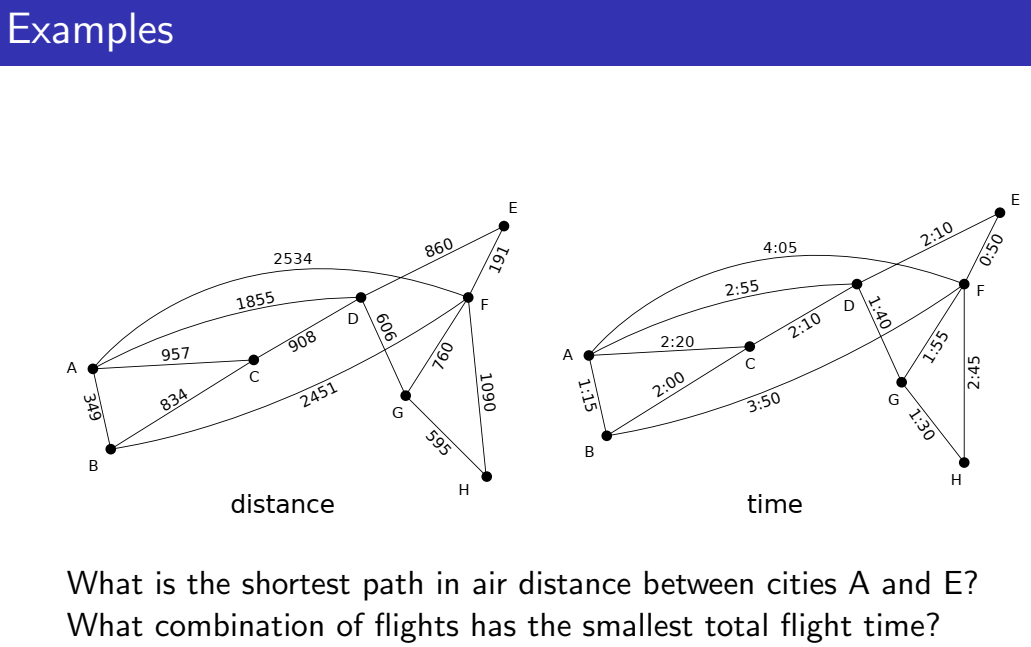 Examples
E
860
191
2534
1855
D
F
606
908
957
A
C
760
834
2451
349
1090
G
B
595
H
distance
E
2:10
0:50
4:05
2:55
D
F
1:40
2:10
2:20
A
C
1:55
2:00
3:50
1:15
2:45
G
B
1:30
H
time
What is the shortest path in air distance between cities A and E?
What combination of flights has the smallest total flight time?